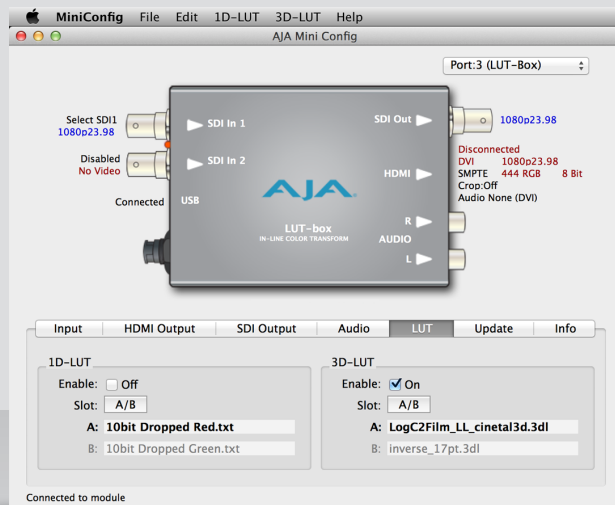 MiniConfig File Edit 1D-LUT 3D-LUT Help
AJA Mini Config
Port:3 (LUT-Box)
Select SDI1
1080p23.98
Disabled
No Video
Connected
SDI In 1
SDI In 2
USB
AJA
LUT-box
IN-LINE COLOR TRANSFORM
SDI Out
HDMI
R
AUDIO
L
1080p23.98
Disconnected
DVI 1080p23.98
SMPTE 444 RGB 8 Bit
Crop:Off
Audio None (DVI)
Input HDMI Output SDI Output Audio LUT Update Info
1D-LUT
Enable: Off
Slot: A/B
A: 10bit Dropped Red.txt
B: 10bit Dropped Green.txt
3D-LUT
Enable: On
Slot: A/B
A: LogC2Film_LL_cinetal3d.3dl
B: inverse_17pt.3dl
Connected to module